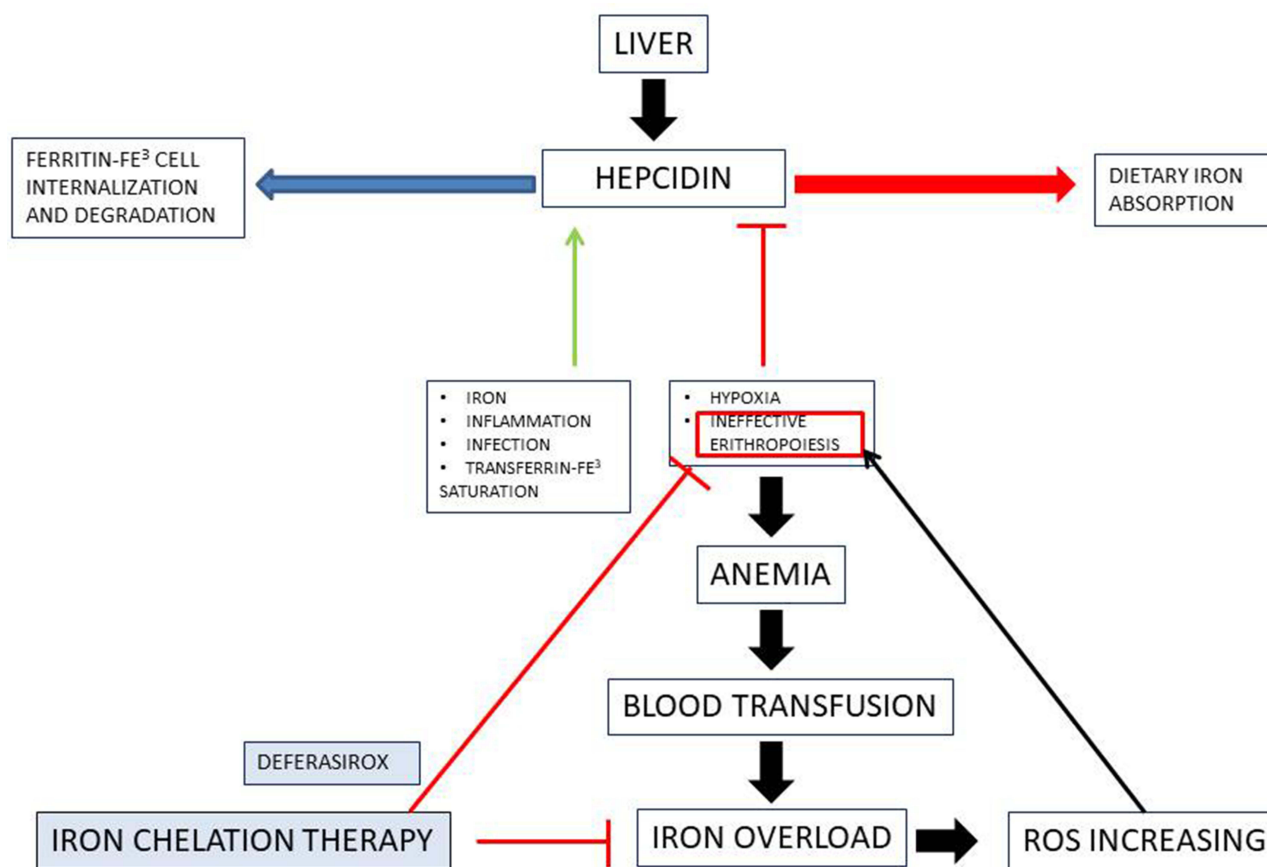 LIVER
FERRITIN-FE³ CELL
INTERNALIZATION
AND DEGRADATION
HEPCIDIN
DIETARY IRON
ABSORPTION
• IRON
• INFLAMMATION
• INFECTION
• TRANSFERRIN-FE³
SATURATION
• HYPOXIA
• INEFFECTIVE
ERITHROPOIESIS
ANEMIA
BLOOD TRANSFUSION
DEFERASIROX
IRON CHELATION THERAPY
IRON OVERLOAD
ROS INCREASING